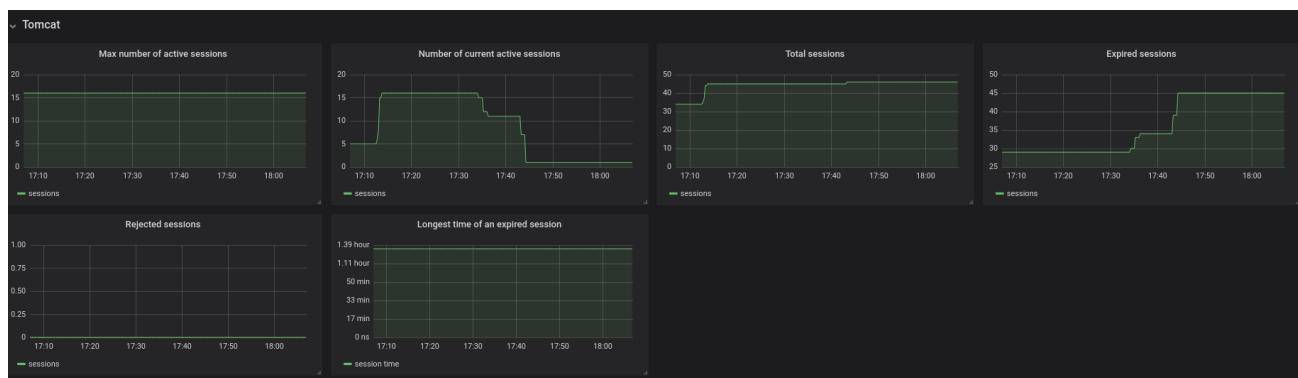 Tomcat
Max number of active sessions
20
15
10
5
0
17:10 17:20 17:30 17:40 17:50 18:00
sessions
Number of current active sessions
20
15
10
5
0
17:10 17:20 17:30 17:40 17:50 18:00
sessions
Total sessions
50
40
30
20
10
0
17:10 17:20 17:30 17:40 17:50 18:00
sessions
Expired sessions
50
45
40
35
30
25
17:10 17:20 17:30 17:40 17:50 18:00
sessions
Rejected sessions
1.00
0.75
0.50
0.25
0
17:10 17:20 17:30 17:40 17:50 18:00
sessions
Longest time of an expired session
1.39 hour
1.11 hour
50 min
33 min
17 min
0 ns
17:10 17:20 17:30 17:40 17:50 18:00
session time